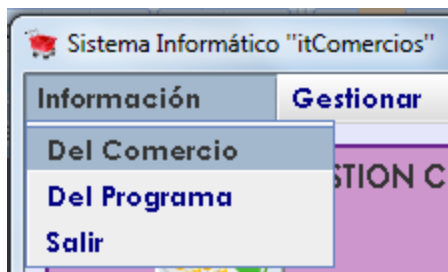 Sistema Informático "itComercios"
Información Gestionar
Del Comercio
STION C
Del Programa
Salir